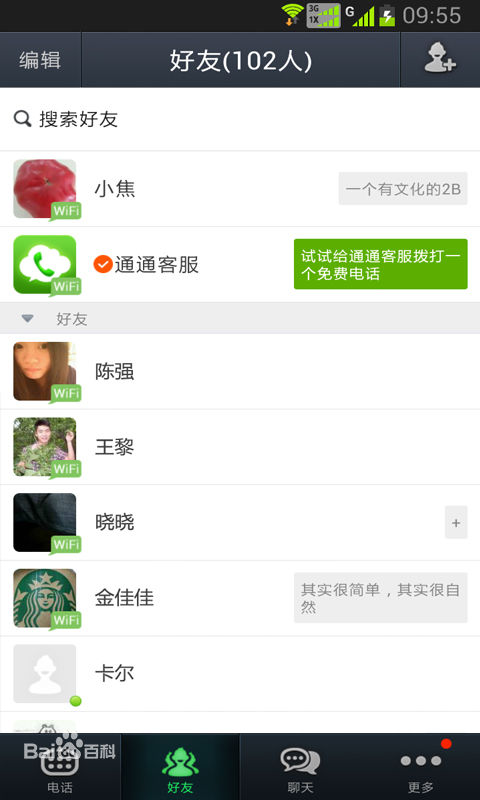 3G
1X
G
09:55
编辑
好友(102人)
搜索好友
小焦
一个有文化的2B
WiFi
通通客服
试试给通通客服拨打一
个免费电话
WiFi
好友
陈强
WiFi
王黎
WiFi
晓晓
+
WiFi
金佳佳
其实很简单，其实很自
然
WiFi
卡尔
Bai百科
电话
好友
聊天
更多